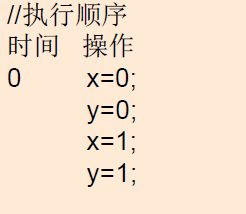 //执行顺序
时间 操作
0 x=0;
y=0;
x=1;
y=1;